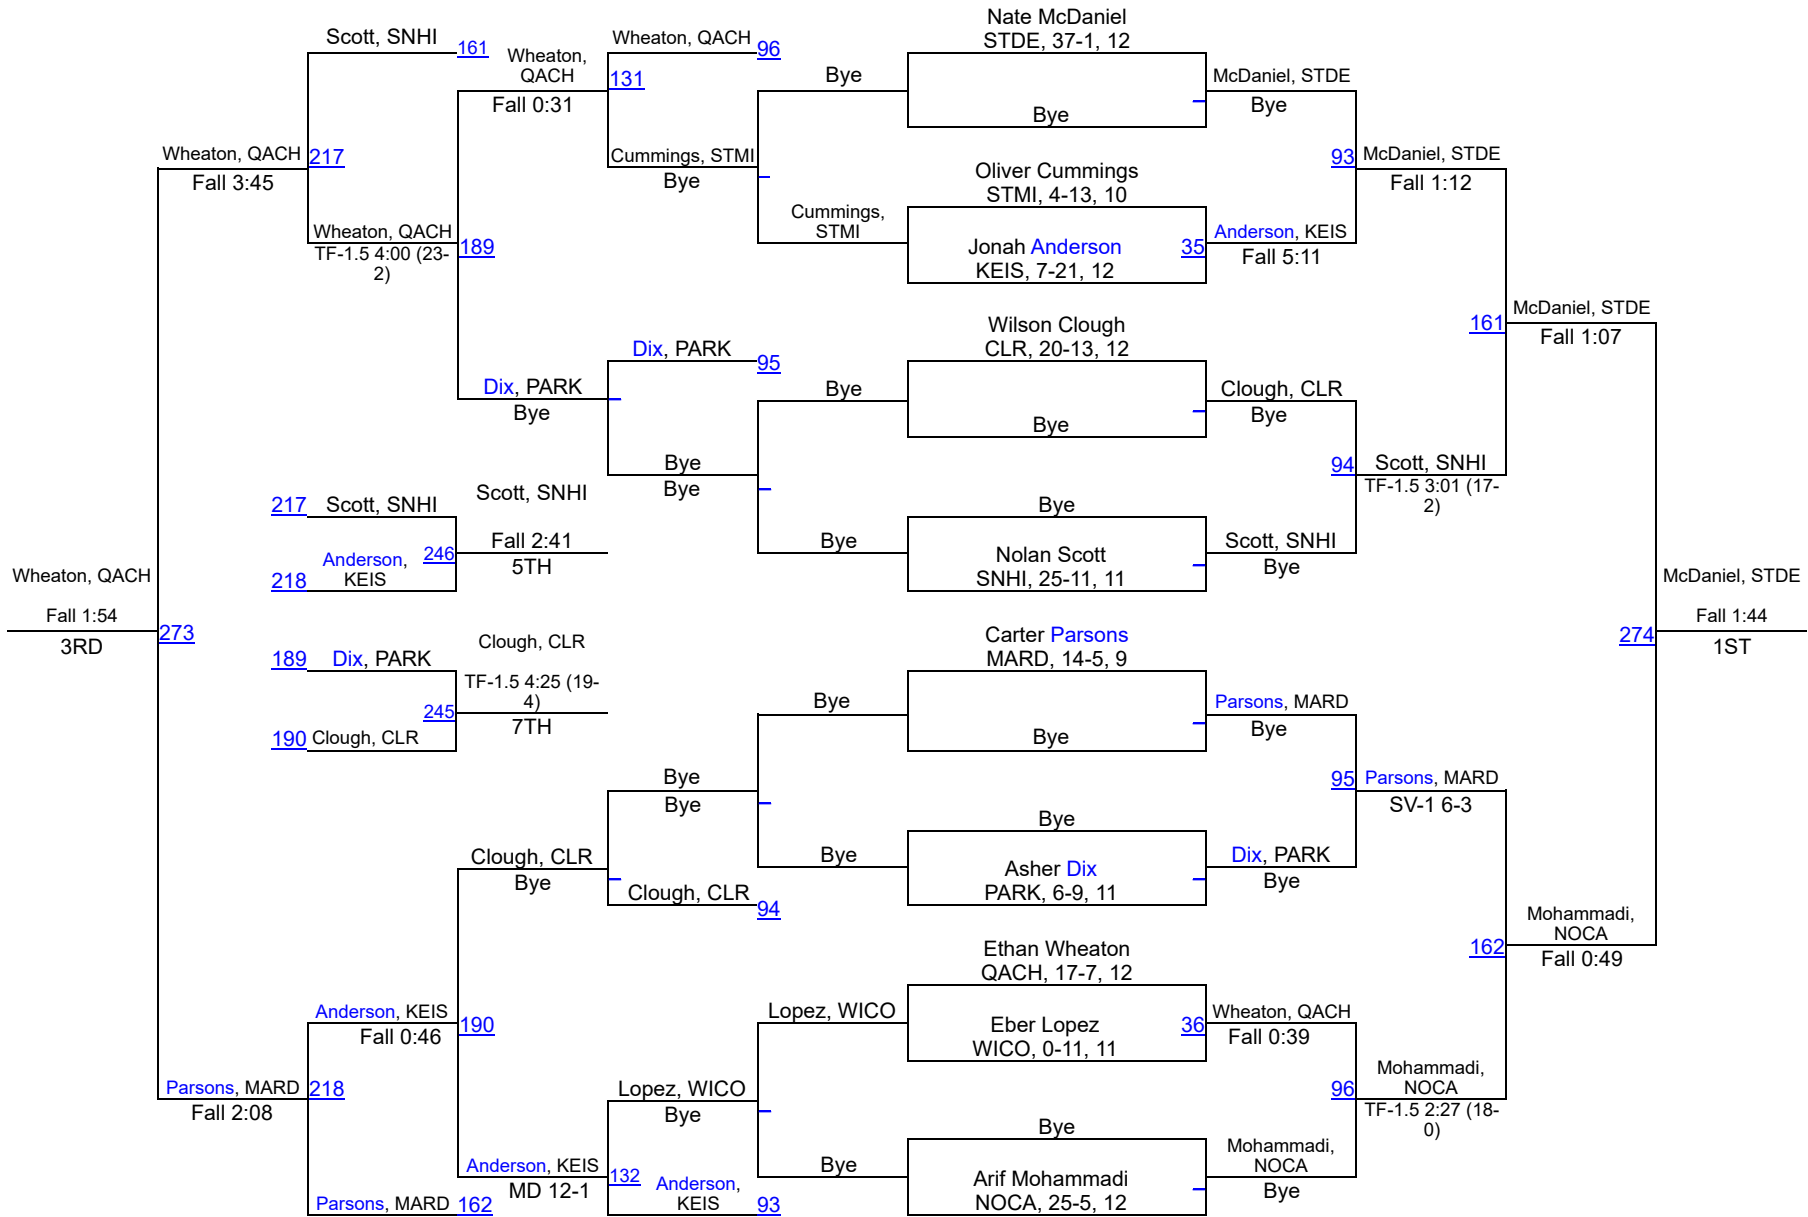 Nate McDaniel
STDE, 37-1, 12
Bye
Oliver Cummings
STMI, 4-13, 10
Jonah Anderson
KEIS, 7-21, 12
35
Wilson Clough
CLR, 20-13, 12
Bye
Bye
Nolan Scott
SNHI, 25-11, 11
Carter Parsons
MARD, 14-5, 9
Bye
Bye
Asher Dix
PARK, 6-9, 11
Ethan Wheaton
QACH, 17-7, 12
Eber Lopez
WICO, 0-11, 11
36
Bye
Arif Mohammadi
NOCA, 25-5, 12
McDaniel, STDE
Bye
Anderson, KEIS
Fall 5:11
Clough, CLR
Bye
Scott, SNHI
Bye
Parsons, MARD
Bye
Dix, PARK
Bye
Wheaton, QACH
Fall 0:39
Mohammadi,
NOCA
Bye
93
McDaniel, STDE
Fall 1:12
94
Scott, SNHI
TF-1.5 3:01 (17-
2)
95
Parsons, MARD
SV-1 6-3
96
Mohammadi,
NOCA
TF-1.5 2:27 (18-
0)
161
McDaniel, STDE
Fall 1:07
162
Mohammadi,
NOCA
Fall 0:49
274
McDaniel, STDE
Fall 1:44
1ST
Bye
Cummings,
STMI
Bye
Bye
Bye
Bye
Lopez, WICO
Bye
Wheaton, QACH
96
Cummings, STMI
Bye
Dix, PARK
95
Bye
Bye
Bye
Bye
Clough, CLR
94
Lopez, WICO
Bye
Anderson,
KEIS
93
Wheaton,
QACH
131
Fall 0:31
Dix, PARK
Bye
Clough, CLR
Bye
Anderson, KEIS
132
MD 12-1
Scott, SNHI
161
Wheaton, QACH
189
TF-1.5 4:00 (23-
2)
Anderson, KEIS
190
Fall 0:46
Parsons, MARD
162
Wheaton, QACH
217
Fall 3:45
Parsons, MARD
218
Fall 2:08
Wheaton, QACH
Fall 1:54
273
3RD
217
Scott, SNHI
218
Anderson,
KEIS
246
Scott, SNHI
Fall 2:41
5TH
189
Dix, PARK
190
Clough, CLR
245
Clough, CLR
TF-1.5 4:25 (19-
4)
7TH